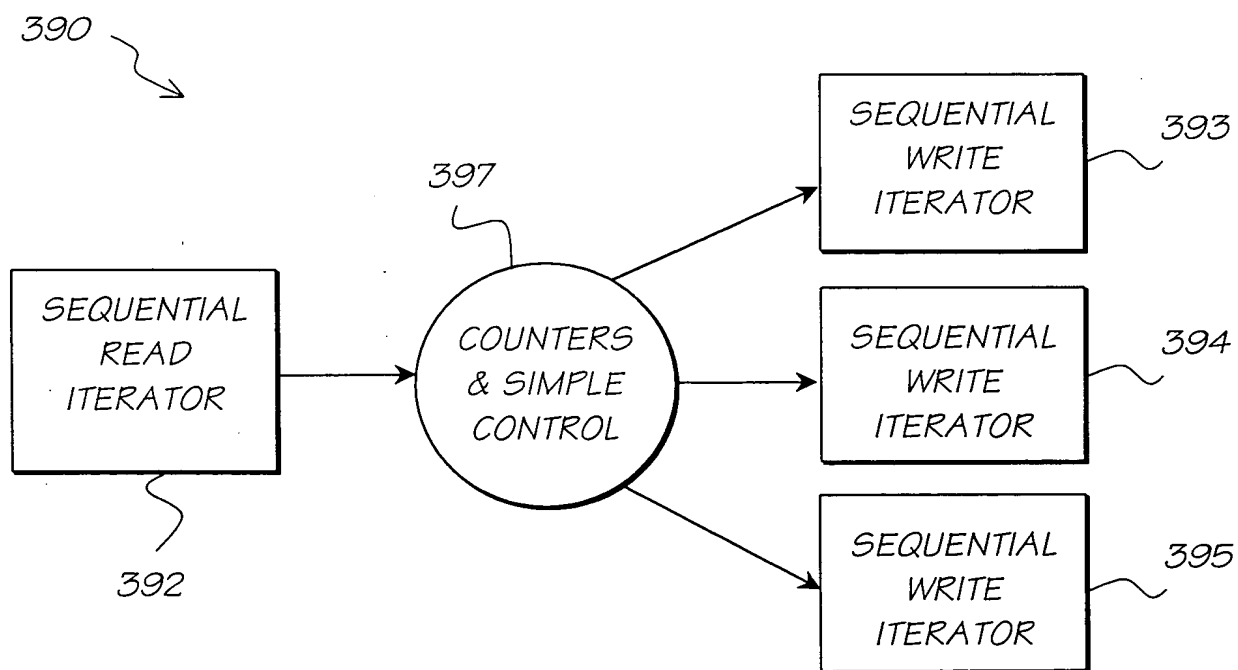 390
SEQUENTIAL
READ
ITERATOR
392
397
COUNTERS
& SIMPLE
CONTROL
SEQUENTIAL
WRITE
ITERATOR
393
SEQUENTIAL
WRITE
ITERATOR
394
SEQUENTIAL
WRITE
ITERATOR
395